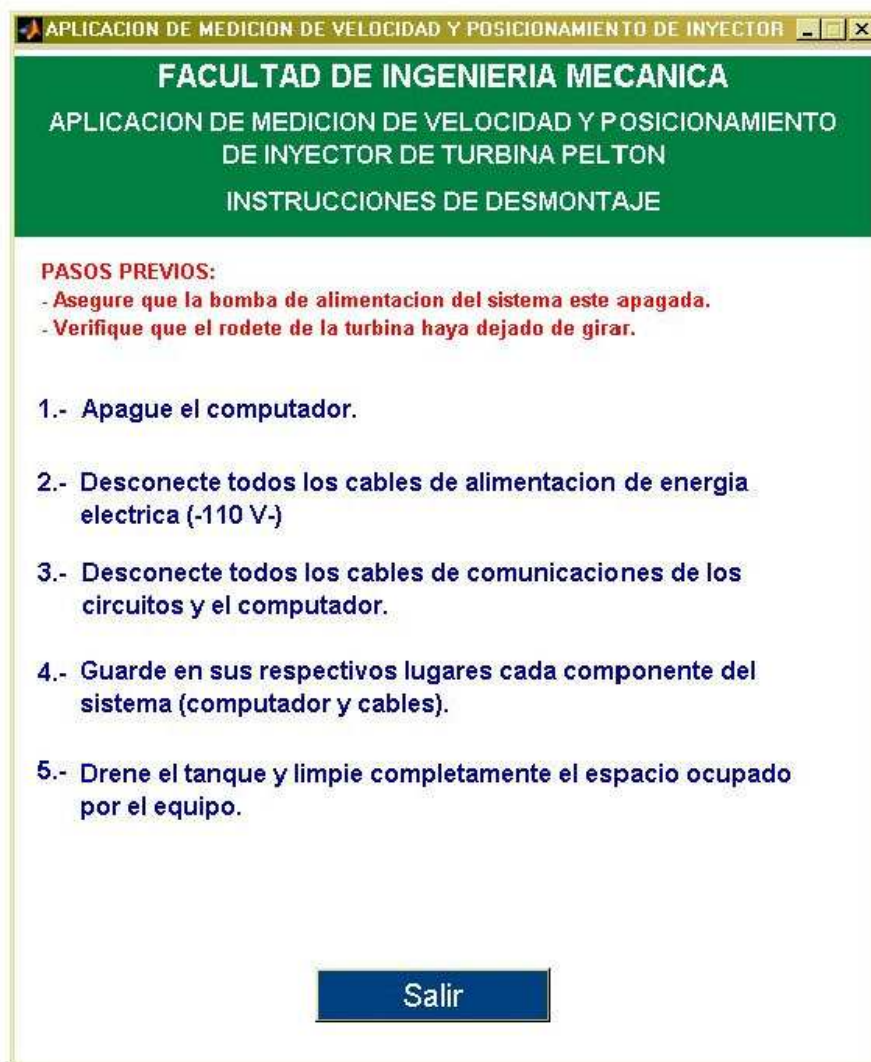 APLICACION DE MEDICION DE VELOCIDAD Y POSICIONAMIENTO DE INYECTOR
FACULTAD DE INGENIERIA MECANICA
APLICACION DE MEDICION DE VELOCIDAD Y POSICIONAMIENTO
DE INYECTOR DE TURBINA PELTON
INSTRUCCIONES DE DESMONTAJE
PASOS PREVIOS:
- Asegure que la bomba de alimentacion del sistema este apagada.
- Verifique que el rodete de la turbina haya dejado de girar.
1.- Apague el computador.
2.- Desconecte todos los cables de alimentacion de energia
electrica (-110 V-)
3.- Desconecte todos los cables de comunicaciones de los
circuitos y el computador.
4.- Guarde en sus respectivos lugares cada componente del
sistema (computador y cables).
5.- Drene el tanque y limpie completamente el espacio ocupado
por el equipo.
Salir